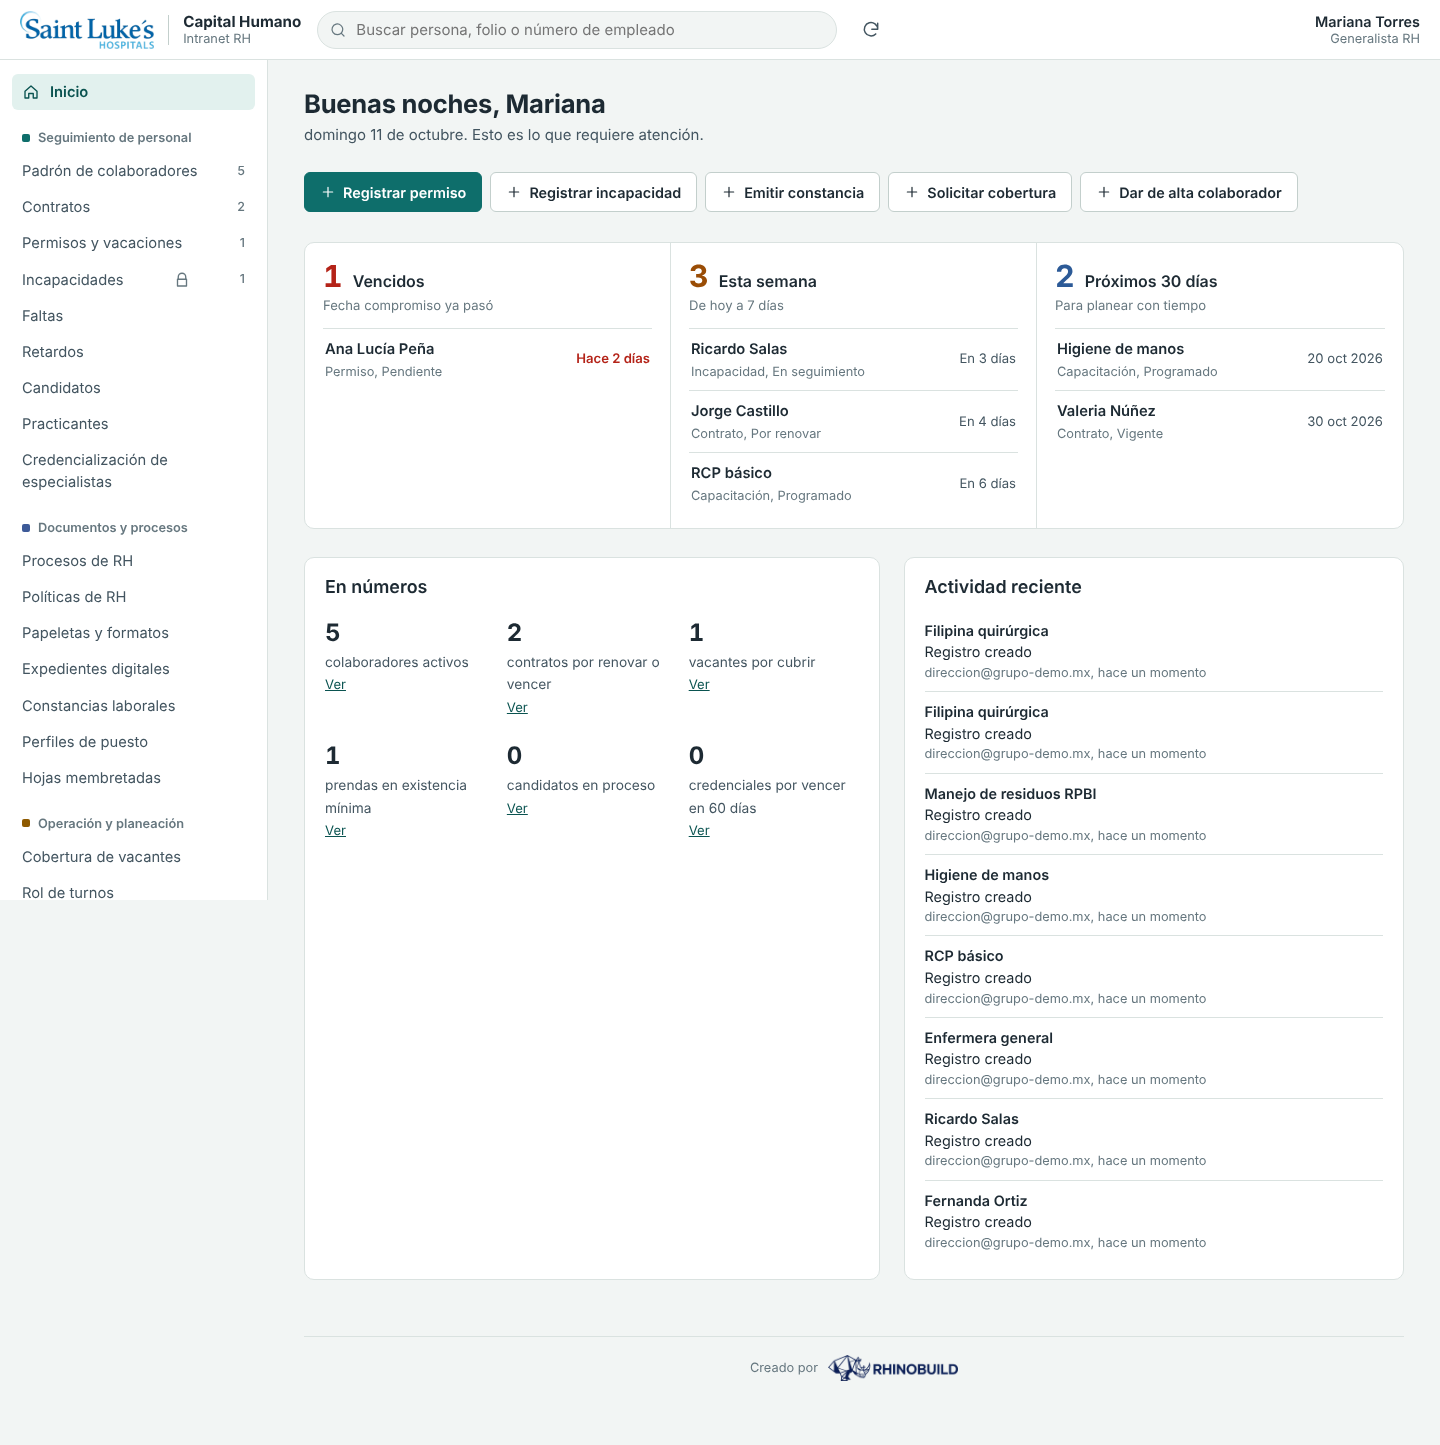 Saint Luke's
HOSPITALS
Capital Humano
Intranet RH
Buscar persona, folio o número de empleado
Mariana Torres
Generalista RH
Inicio
Seguimiento de personal
Padrón de colaboradores 5
Contratos 2
Permisos y vacaciones 1
Incapacidades 1
Faltas
Retardos
Candidatos
Practicantes
Credencialización de
especialistas
Documentos y procesos
Procesos de RH
Políticas de RH
Papeletas y formatos
Expedientes digitales
Constancias laborales
Perfiles de puesto
Hojas membretadas
Operación y planeación
Cobertura de vacantes
Rol de turnos
Buenas noches, Mariana
domingo 11 de octubre. Esto es lo que requiere atención.
+ Registrar permiso
+ Registrar incapacidad
+ Emitir constancia
+ Solicitar cobertura
+ Dar de alta colaborador
1 Vencidos
Fecha compromiso ya pasó
Ana Lucía Peña
Permiso, Pendiente
Hace 2 días
3 Esta semana
De hoy a 7 días
Ricardo Salas
Incapacidad, En seguimiento
En 3 días
Jorge Castillo
Contrato, Por renovar
En 4 días
RCP básico
Capacitación, Programado
En 6 días
2 Próximos 30 días
Para planear con tiempo
Higiene de manos
Capacitación, Programado
20 oct 2026
Valeria Núñez
Contrato, Vigente
30 oct 2026
En números
5
colaboradores activos
Ver
2
contratos por renovar o
vencer
Ver
1
vacantes por cubrir
Ver
1
prendas en existencia
mínima
Ver
0
candidatos en proceso
Ver
0
credenciales por vencer
en 60 días
Ver
Actividad reciente
Filipina quirúrgica
Registro creado
direccion@grupo-demo.mx, hace un momento
Filipina quirúrgica
Registro creado
direccion@grupo-demo.mx, hace un momento
Manejo de residuos RPBI
Registro creado
direccion@grupo-demo.mx, hace un momento
Higiene de manos
Registro creado
direccion@grupo-demo.mx, hace un momento
RCP básico
Registro creado
direccion@grupo-demo.mx, hace un momento
Enfermera general
Registro creado
direccion@grupo-demo.mx, hace un momento
Ricardo Salas
Registro creado
direccion@grupo-demo.mx, hace un momento
Fernanda Ortiz
Registro creado
direccion@grupo-demo.mx, hace un momento
Creado por RHINOBUILD